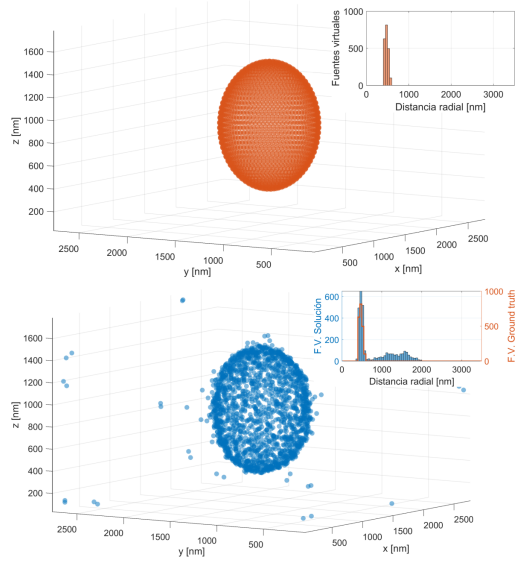 1000
500
0
Fuentes virtuales
0 1000 2000 3000
Distancia radial [nm]
1600
1400
1200
1000
800
600
400
200
z [nm]
2500 2000 1500 1000 500
y [nm]
500 1000 1500 2000 2500
x [nm]
600
400
200
0
F.V. Solución
1000
500
0
F.V. Ground truth
0 1000 2000 3000
Distancia radial [nm]
1600
1400
1200
1000
800
600
400
200
z [nm]
2500 2000 1500 1000 500
y [nm]
500 1000 1500 2000 2500
x [nm]